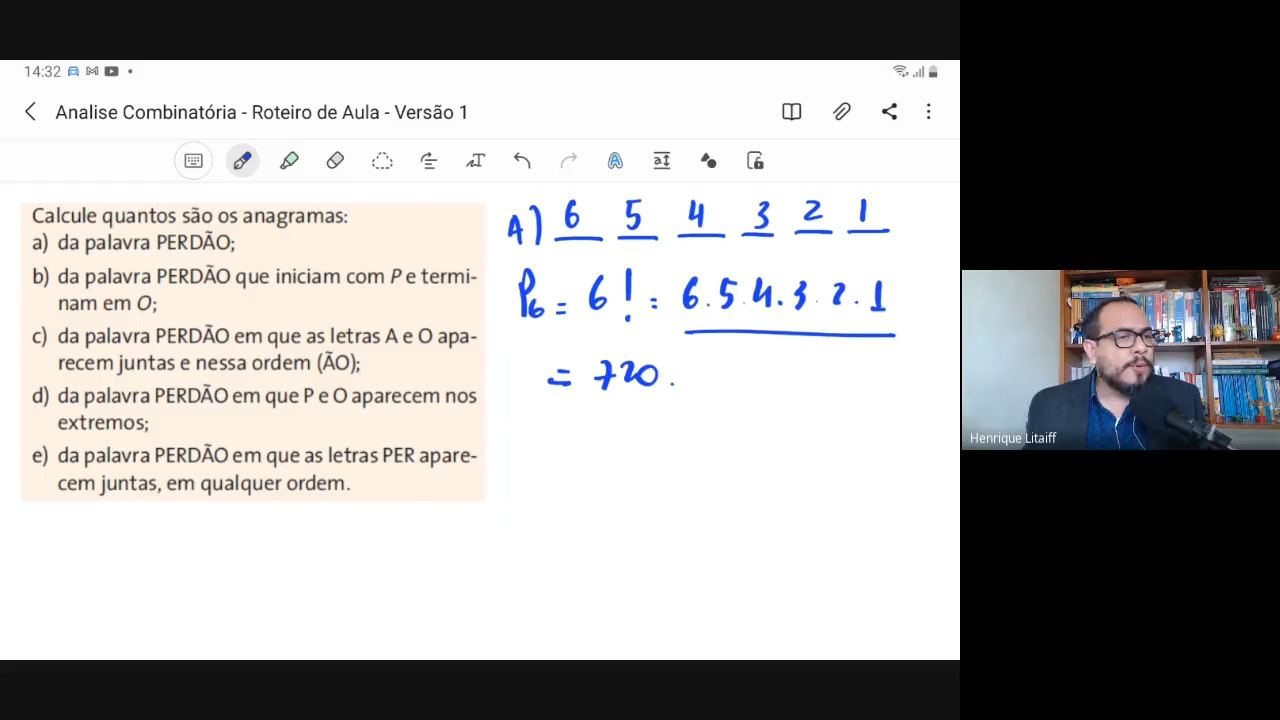 14:32
Analise Combinatória - Roteiro de Aula - Versão 1
Calcule quantos são os anagramas:
a) da palavra PERDÃO;
b) da palavra PERDÃO que iniciam com P e termi-
nam em O;
c) da palavra PERDÃO em que as letras A e O apa-
recem juntas e nessa ordem (ÃO);
d) da palavra PERDÃO em que P e O aparecem nos
extremos;
e) da palavra PERDÃO em que as letras PER apare-
cem juntas, em qualquer ordem.
A) 6 5 4 3 2 1
P6 = 6! = 6.5.4.3.2.1
= 720.
Henrique Litaiff